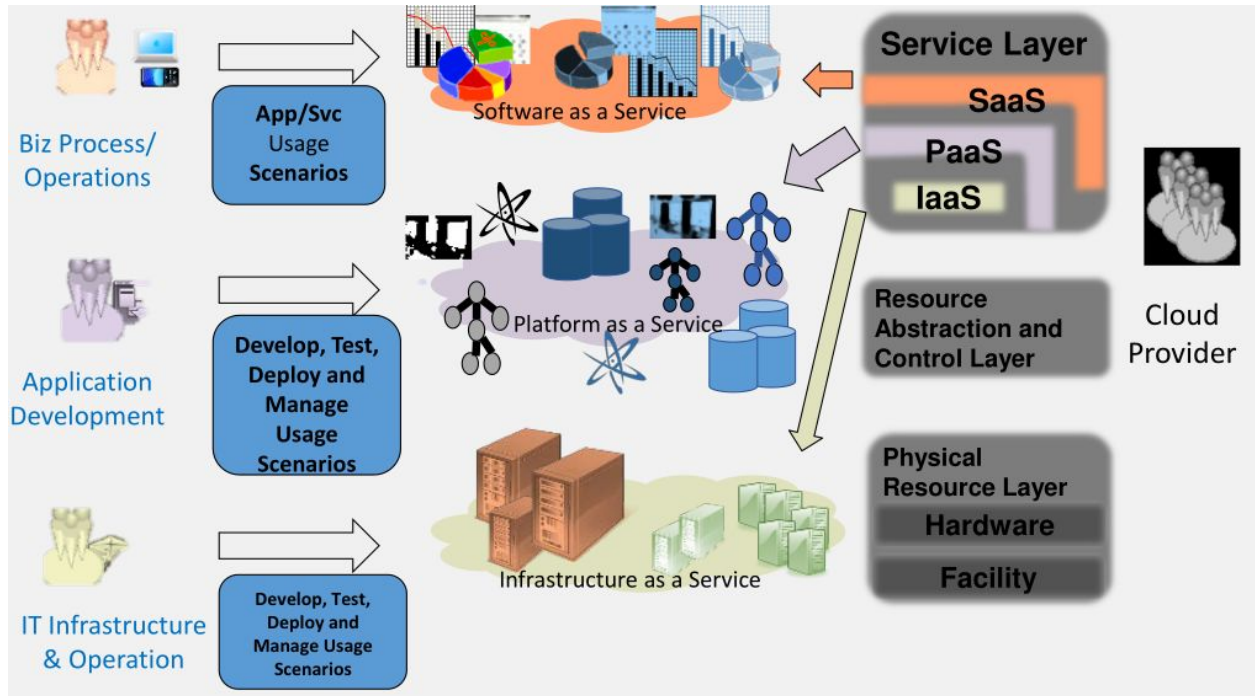 Biz Process/
Operations
App/Svc
Usage
Scenarios
Software as a Service
Service Layer
SaaS
PaaS
IaaS
Application
Development
Develop, Test,
Deploy and
Manage
Usage
Scenarios
Platform as a Service
Resource
Abstraction and
Control Layer
Cloud
Provider
IT Infrastructure
& Operation
Develop, Test,
Deploy and
Manage Usage
Scenarios
Infrastructure as a Service
Physical
Resource Layer
Hardware
Facility